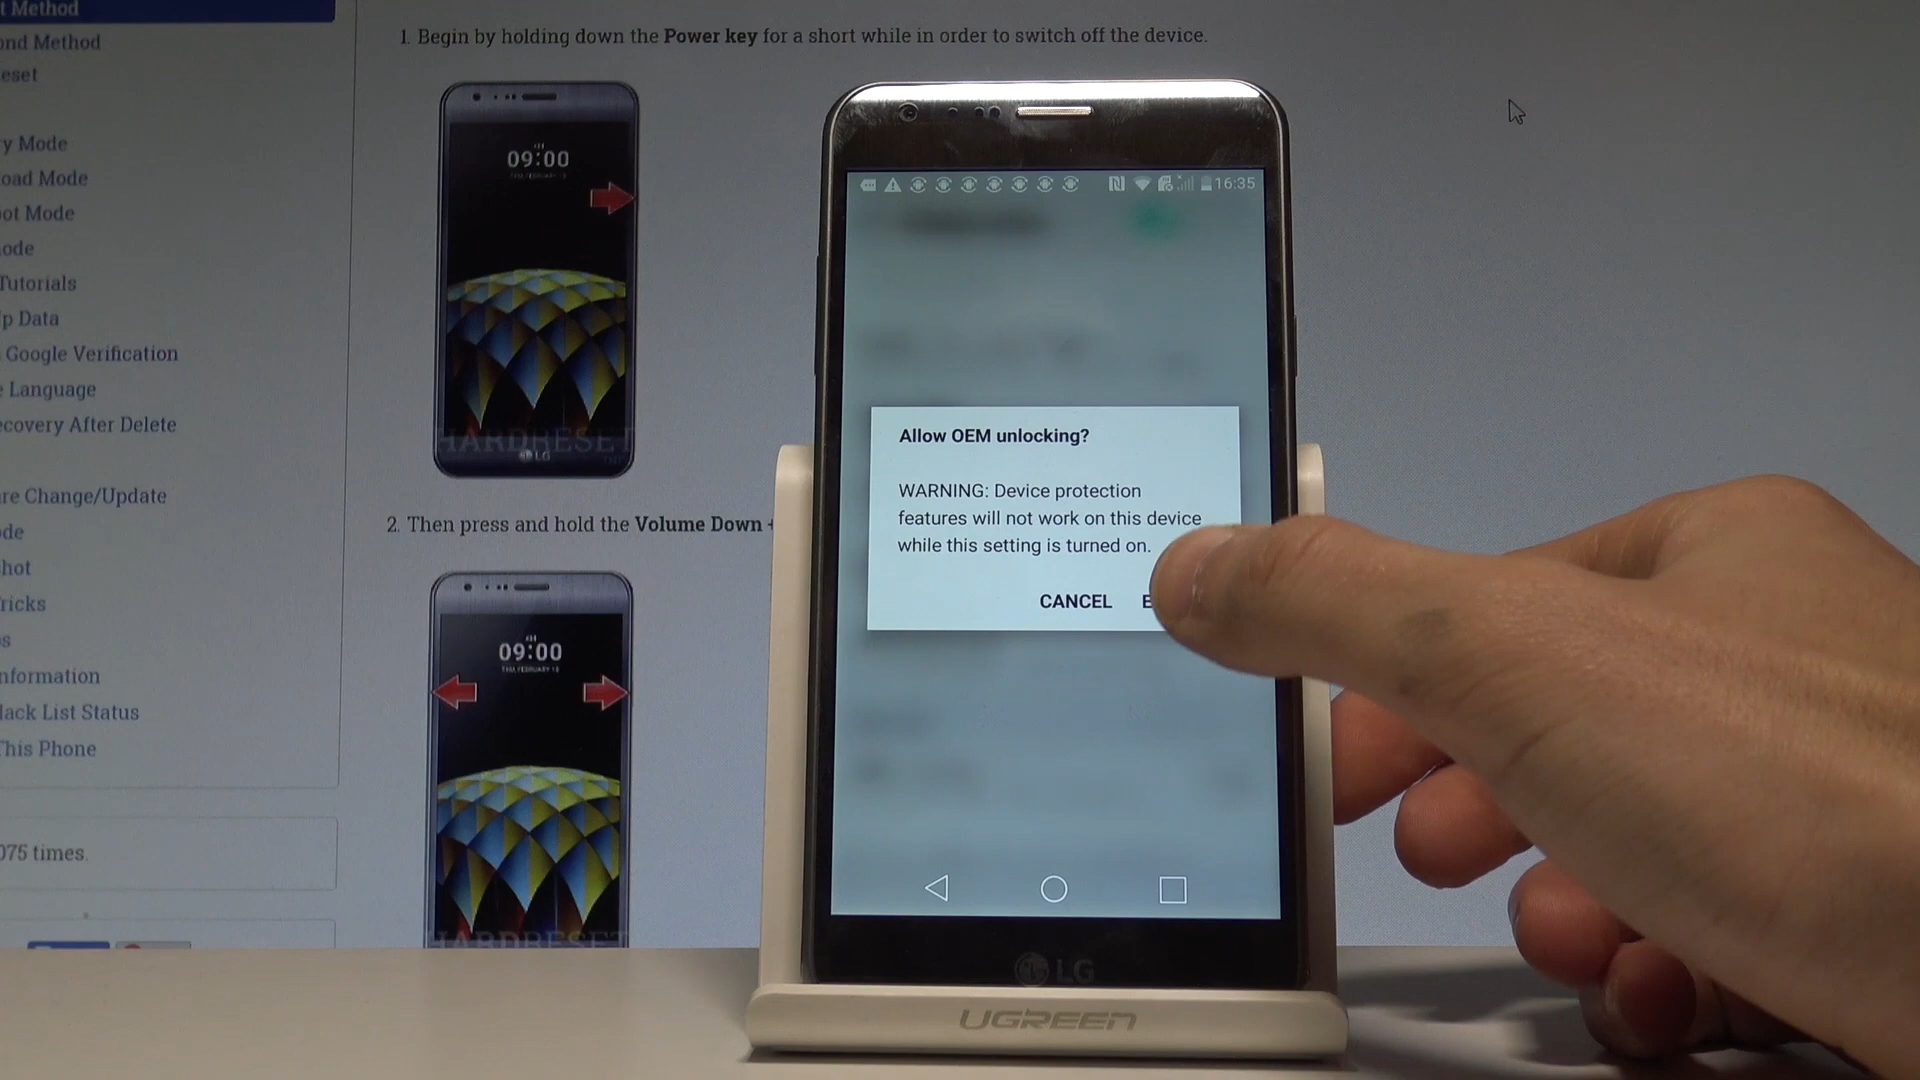 t Method
ond Method
eset
y Mode
oad Mode
ot Mode
ode
Tutorials
p Data
Google Verification
e Language
ecovery After Delete
re Change/Update
de
hot
ricks
s
nformation
lack List Status
This Phone
075 times.
1. Begin by holding down the Power key for a short while in order to switch off the device.
09:00
HARDRESET
LG
2. Then press and hold the Volume Down +
09:00
HARDRESET
16:35
Allow OEM unlocking?
WARNING: Device protection
features will not work on this device
while this setting is turned on.
CANCEL E
LG
UGREEN